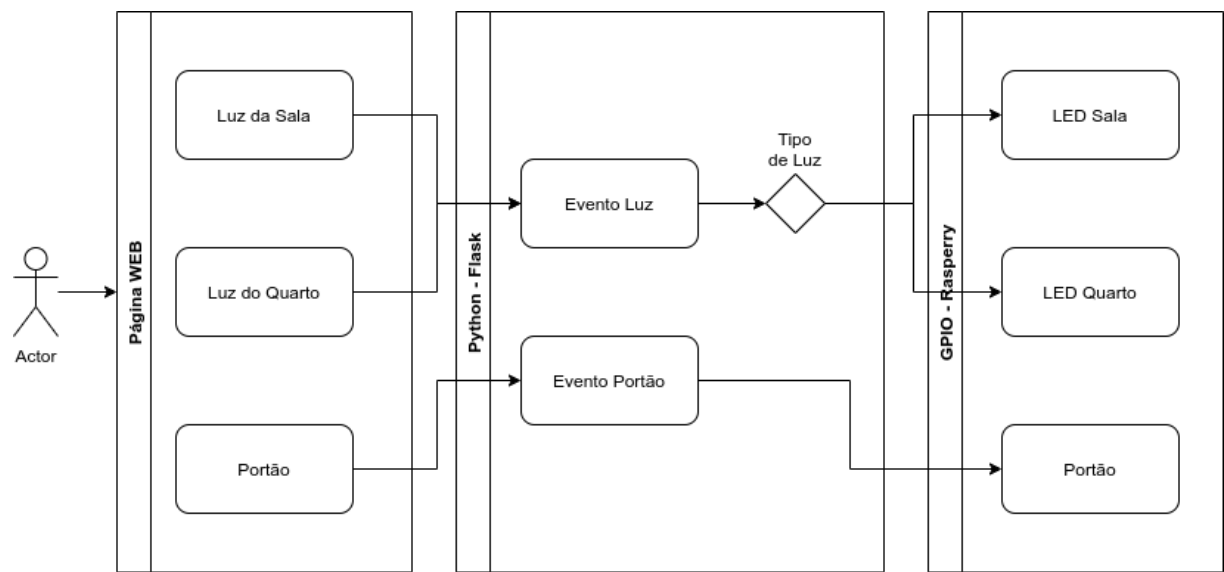 Actor
Página WEB
Luz da Sala
Luz do Quarto
Portão
Python - Flask
Evento Luz
Tipo
de Luz
Evento Portão
GPIO - Rasperry
LED Sala
LED Quarto
Portão